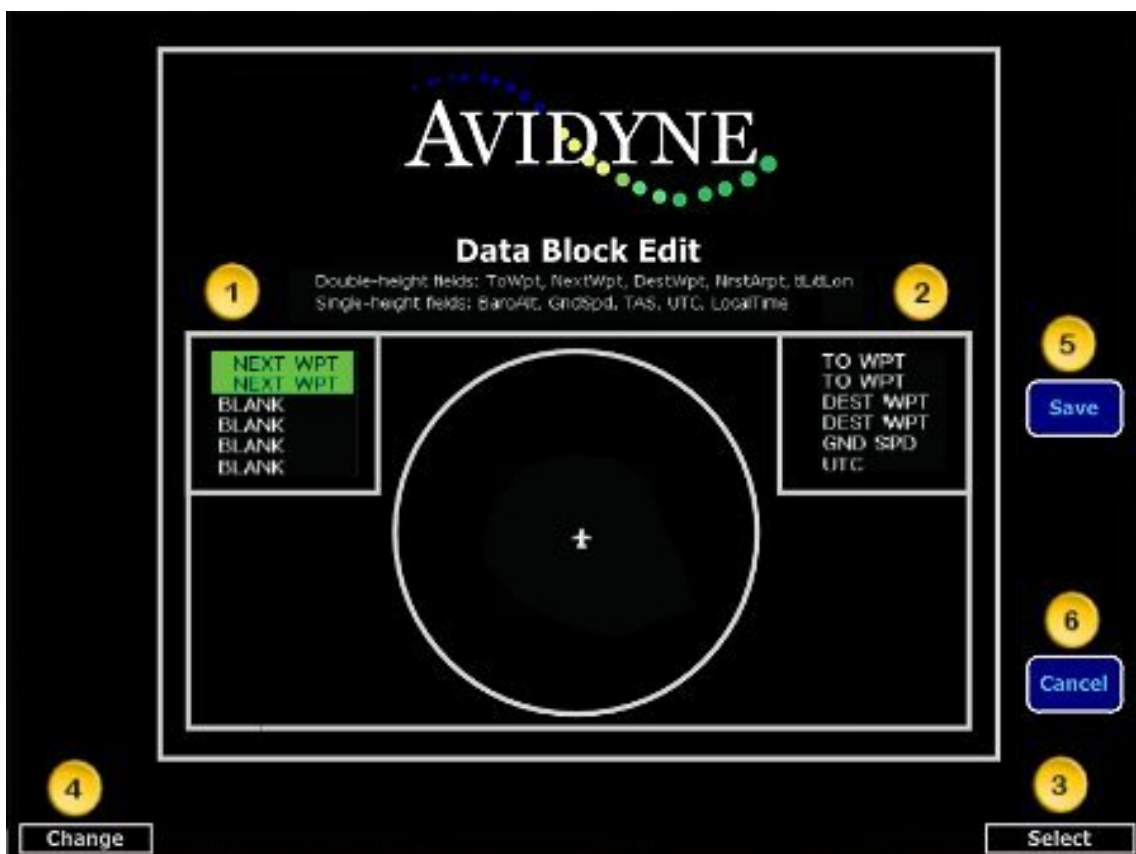 AVIDYNE
Data Block Edit
Double-height fields: ToWpt, NextWpt, DestWpt, NrstArpt,
Single-height fields: BaroAlt, GndSpd, TAS, UTC, LocalTime
1
2
NEXT WPT
NEXT WPT
BLANK
BLANK
BLANK
BLANK
TO WPT
TO WPT
DEST WPT
DEST WPT
GND SPD
UTC
5
Save
6
Cancel
4
Change
3
Select